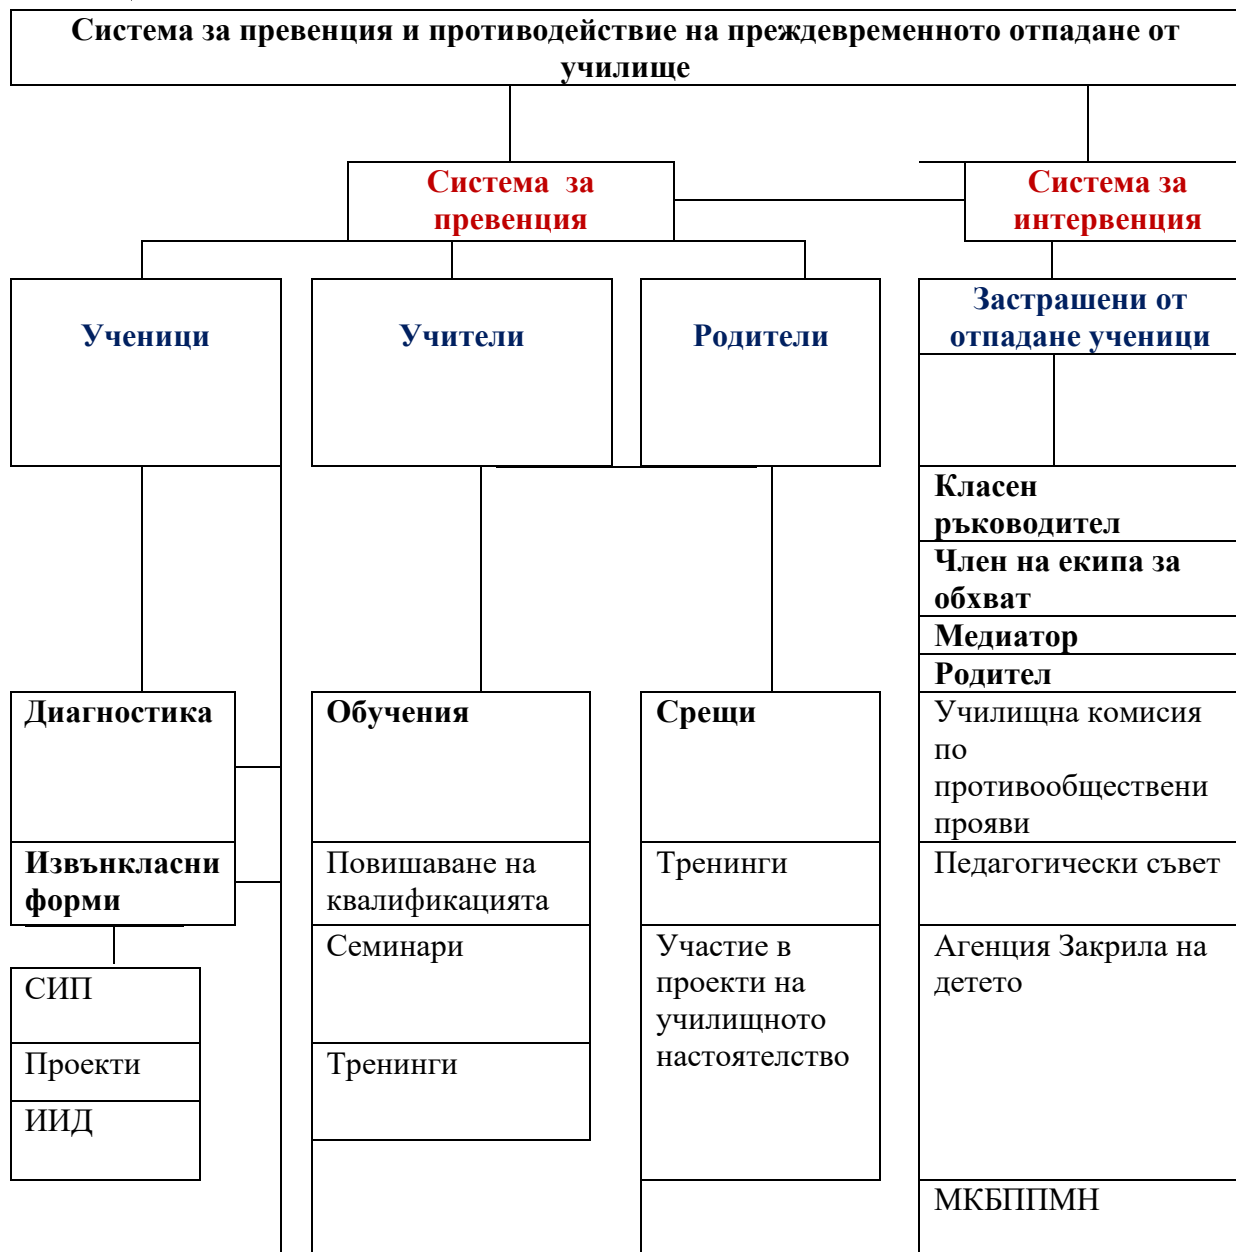 Система за превенция и противодействие на преждевременното отпадане от
училище
Система за
превенция
Система за
интервенция
Ученици
Учители
Родители
Застрашени от
отпадане ученици
Класен
ръководител
Член на екипа за
обхват
Медиатор
Родител
Диагностика
Обучения
Срещи
Училищна комисия
по
противообществени
прояви
Извънкласни
форми
Повишаване на
квалификацията
Тренинги
Педагогически съвет
СИП
Проекти
ИИД
Семинари
Тренинги
Участие в
проекти на
училищното
настоятелство
Агенция Закрила на
детето
МКБППМН